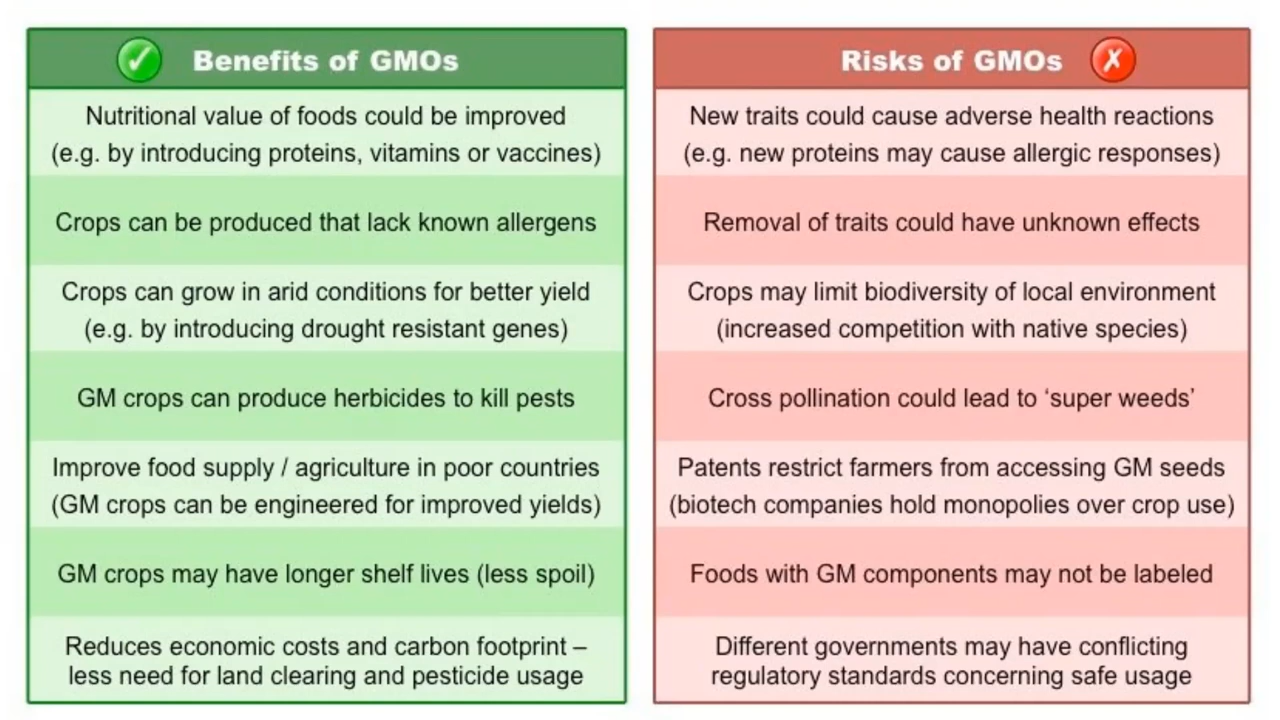 Benefits of GMOs
Nutritional value of foods could be improved
(e.g. by introducing proteins, vitamins or vaccines)
Crops can be produced that lack known allergens
Crops can grow in arid conditions for better yield
(e.g. by introducing drought resistant genes)
GM crops can produce herbicides to kill pests
Improve food supply / agriculture in poor countries
(GM crops can be engineered for improved yields)
GM crops may have longer shelf lives (less spoil)
Reduces economic costs and carbon footprint –
less need for land clearing and pesticide usage
Risks of GMOs
New traits could cause adverse health reactions
(e.g. new proteins may cause allergic responses)
Removal of traits could have unknown effects
Crops may limit biodiversity of local environment
(increased competition with native species)
Cross pollination could lead to ‘super weeds’
Patents restrict farmers from accessing GM seeds
(biotech companies hold monopolies over crop use)
Foods with GM components may not be labeled
Different governments may have conflicting
regulatory standards concerning safe usage